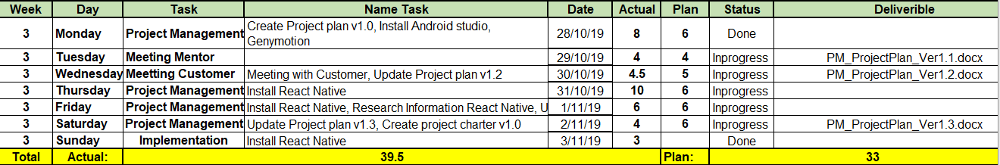 Week Day Task Name Task Date Actual Plan Status Deliverible
3 Monday Project Management Create Project plan v1.0, Install Android studio, Genymotion 28/10/19 8 6 Done
3 Tuesday Meeting Mentor 29/10/19 4 4 Inprogress PM_ProjectPlan_Ver1.1.docx
3 Wednesday Meetting Customer Meeting with Customer, Update Project plan v1.2 30/10/19 4.5 5 Inprogress PM_ProjectPlan_Ver1.2.docx
3 Thursday Project Management Install React Native 31/10/19 10 6 Inprogress
3 Friday Project Management Install React Native, Research Information React Native, U 1/11/19 6 6 Inprogress
3 Saturday Project Management Update Project plan v1.3, Create project charter v1.0 2/11/19 4 6 Inprogress PM_ProjectPlan_Ver1.3.docx
3 Sunday Implementation Install React Native 3/11/19 3 Done
Total Actual: 39.5 Plan: 33